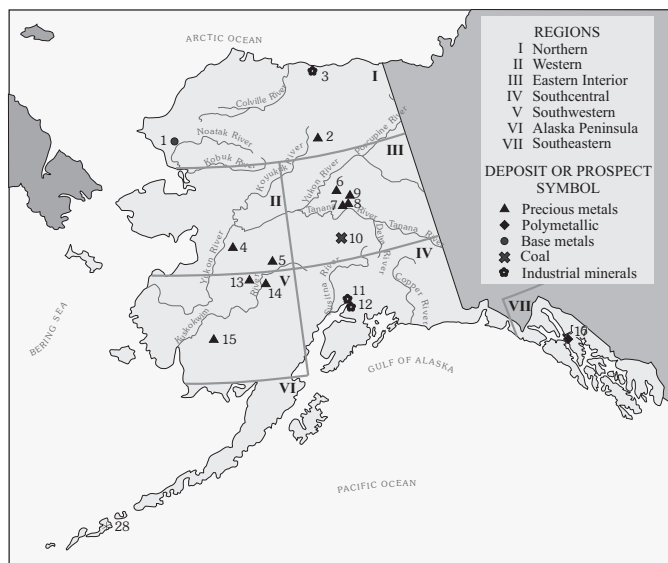 ARCTIC OCEAN
REGIONS
I Northern
II Western
III Eastern Interior
IV Southcentral
V Southwestern
VI Alaska Peninsula
VII Southeastern
DEPOSIT OR PROSPECT
SYMBOL
Precious metals
Polymetallic
Base metals
Coal
Industrial minerals
3
I
Colville River
Noatak River
1
2
Porcupine River
Kobuk River
Koyukuk River
III
Yukon River
6
9
II
7
8
Tanana River
Tanana River
4
10
Delta River
IV
Yukon River
5
V
13
14
Susitna River
11
Copper River
12
VII
Kuskokwim River
15
16
BERING SEA
GULF OF ALASKA
VI
PACIFIC OCEAN
28